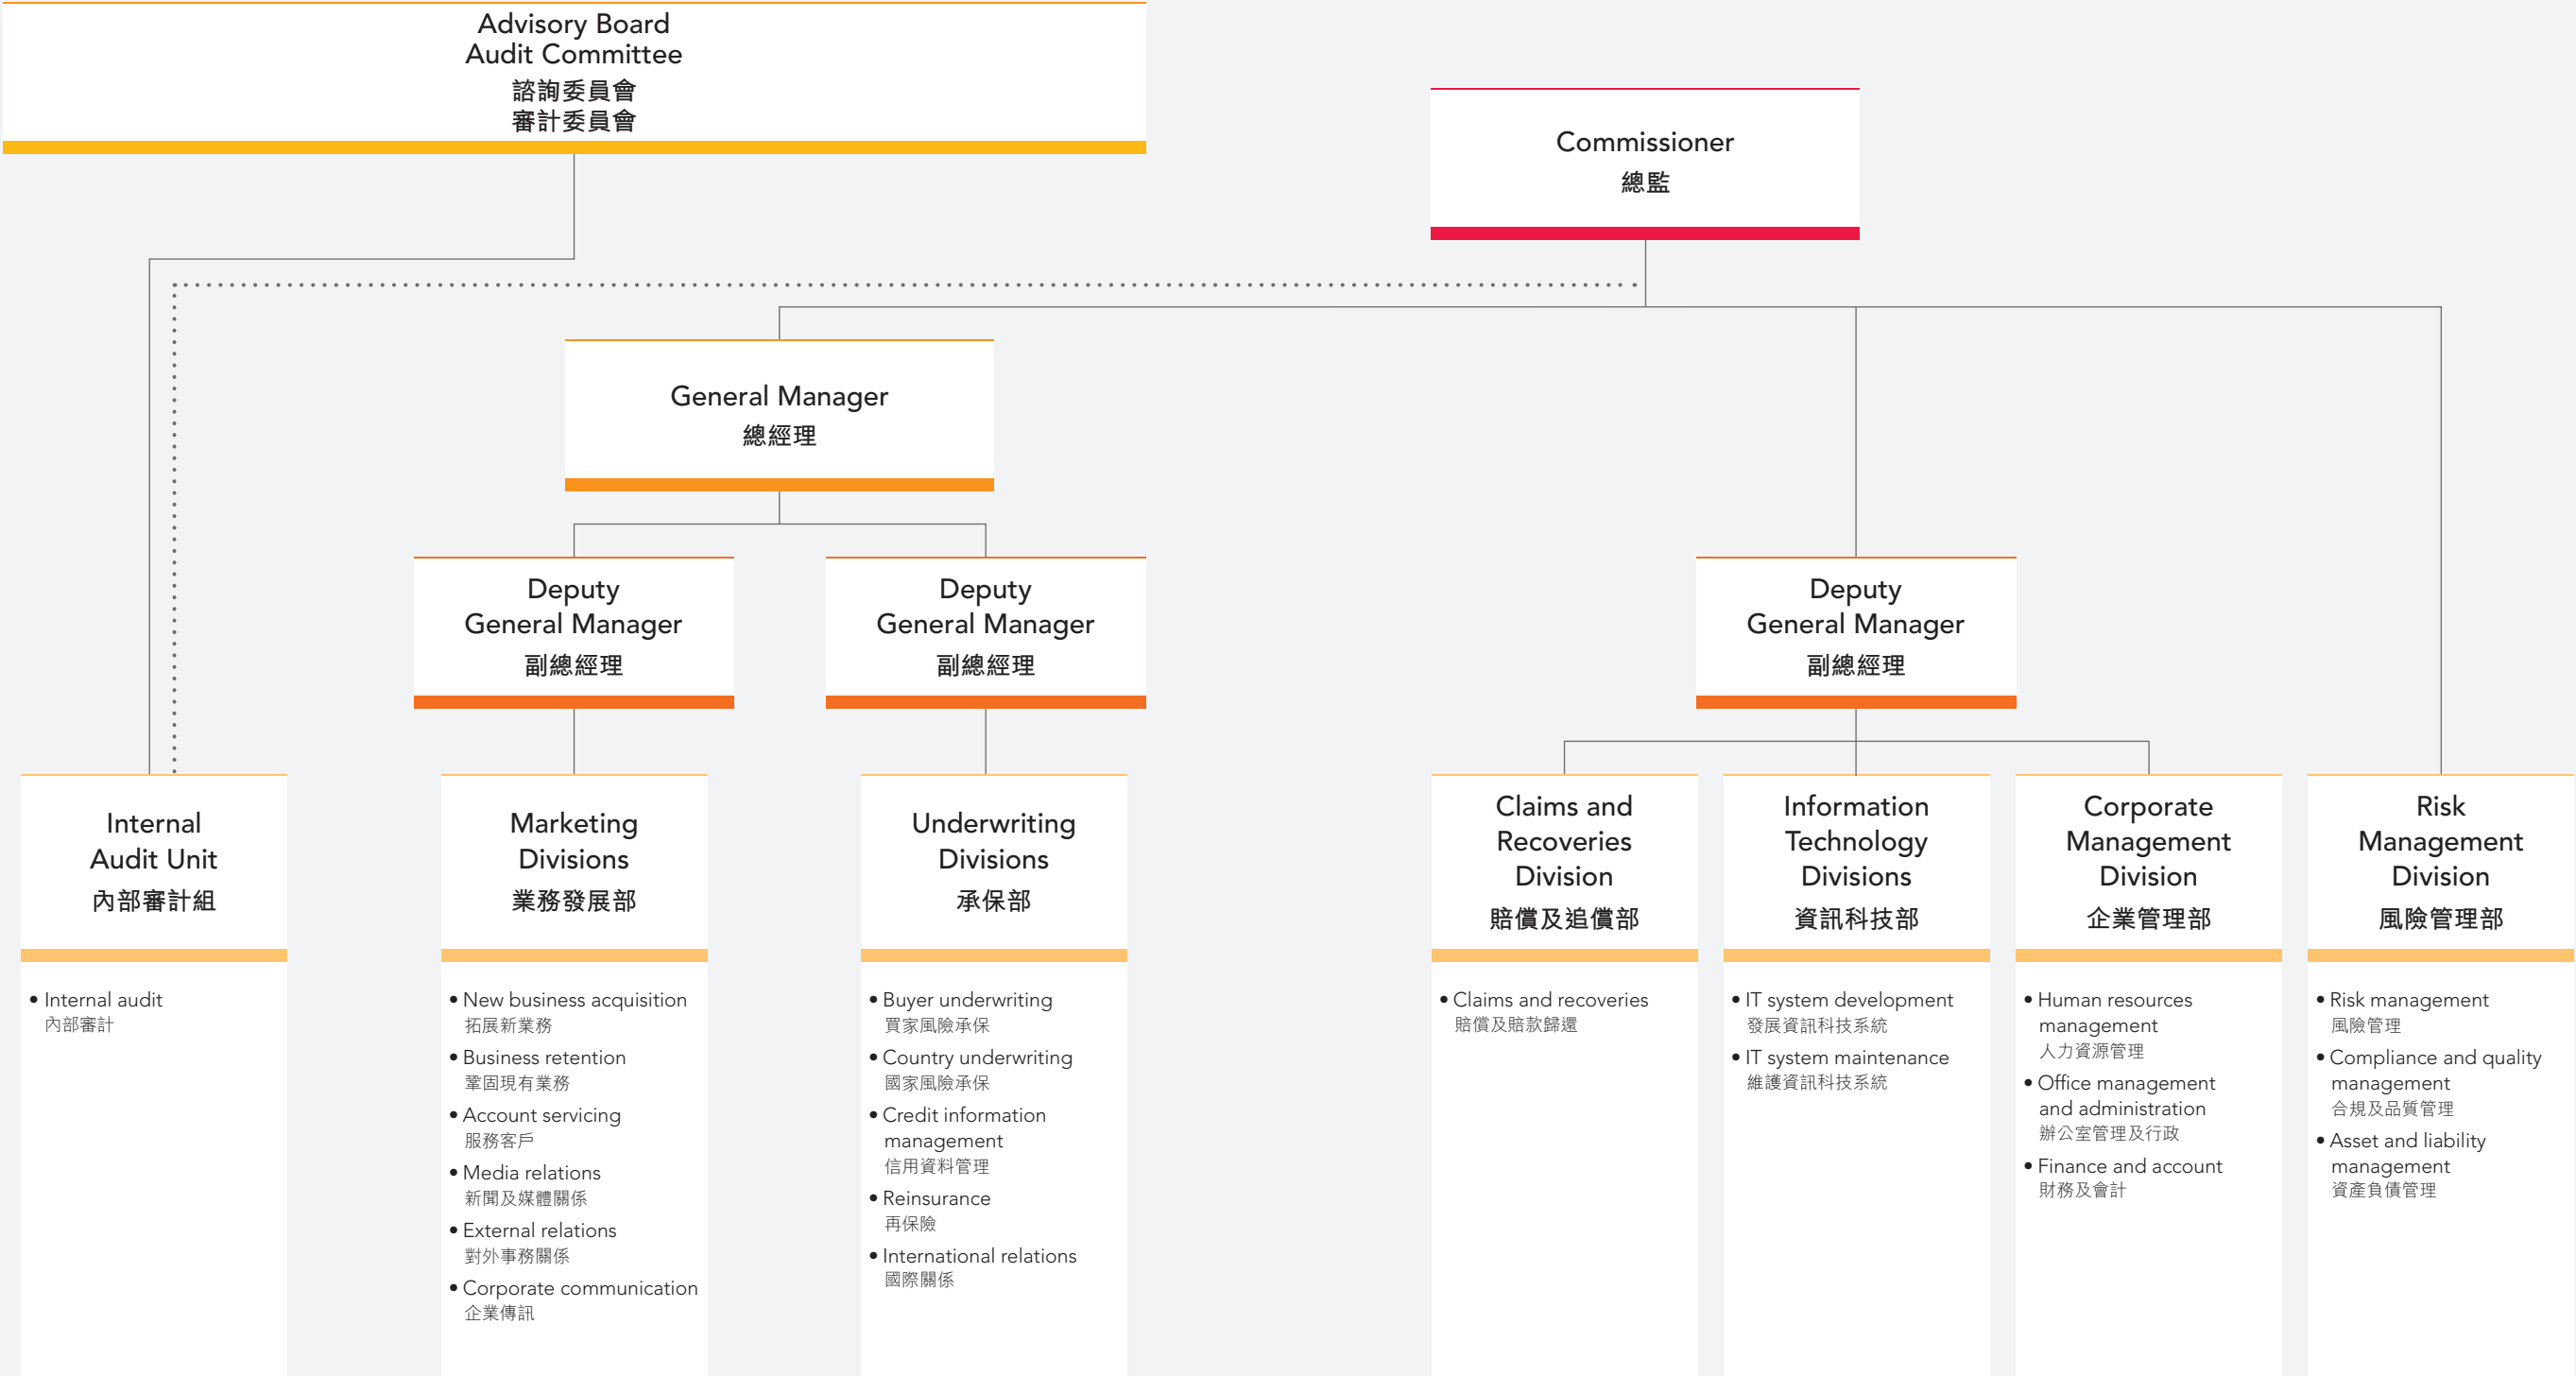 Advisory Board
Audit Committee
諮詢委員會
審計委員會
Commissioner
總監
General Manager
總經理
Deputy
General Manager
副總經理
Deputy
General Manager
副總經理
Deputy
General Manager
副總經理
Internal
Audit Unit
內部審計組
• Internal audit
內部審計
Marketing
Divisions
業務發展部
• New business acquisition
拓展新業務
• Business retention
鞏固現有業務
• Account servicing
服務客戶
• Media relations
新聞及媒體關係
• External relations
對外事務關係
• Corporate communication
企業傳訊
Underwriting
Divisions
承保部
• Buyer underwriting
買家風險承保
• Country underwriting
國家風險承保
• Credit information
management
信用資料管理
• Reinsurance
再保險
• International relations
國際關係
Claims and
Recoveries
Division
賠償及追償部
• Claims and recoveries
賠償及賠款歸還
Information
Technology
Divisions
資訊科技部
• IT system development
發展資訊科技系統
• IT system maintenance
維護資訊科技系統
Corporate
Management
Division
企業管理部
• Human resources
management
人力資源管理
• Office management
and administration
辦公室管理及行政
• Finance and account
財務及會計
Risk
Management
Division
風險管理部
• Risk management
風險管理
• Compliance and quality
management
合規及品質管理
• Asset and liability
management
資產負債管理